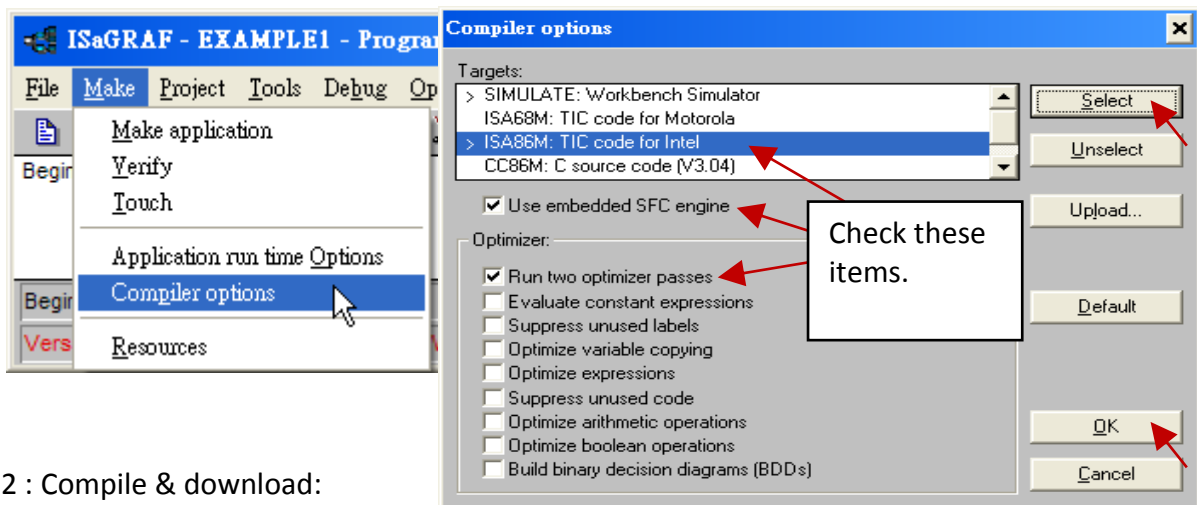 ISaGRAF - EXAMPLE1 - Progra
File Make Project Tools Debug Op
Make application
Verify
Touch
Application run time Options
Compiler options
Resources
Begin
Begin
Vers
Compiler options
Targets:
> SIMULATE: Workbench Simulator
ISA68M: TIC code for Motorola
> ISA86M: TIC code for Intel
CC86M: C source code (V3.04)
Use embedded SFC engine
Optimizer:
Run two optimizer passes
Evaluate constant expressions
Suppress unused labels
Optimize variable copying
Optimize expressions
Suppress unused code
Optimize arithmetic operations
Optimize boolean operations
Build binary decision diagrams (BDDs)
Select
Unselect
Upload...
Default
OK
Cancel
Check these
items.
2 : Compile & download: